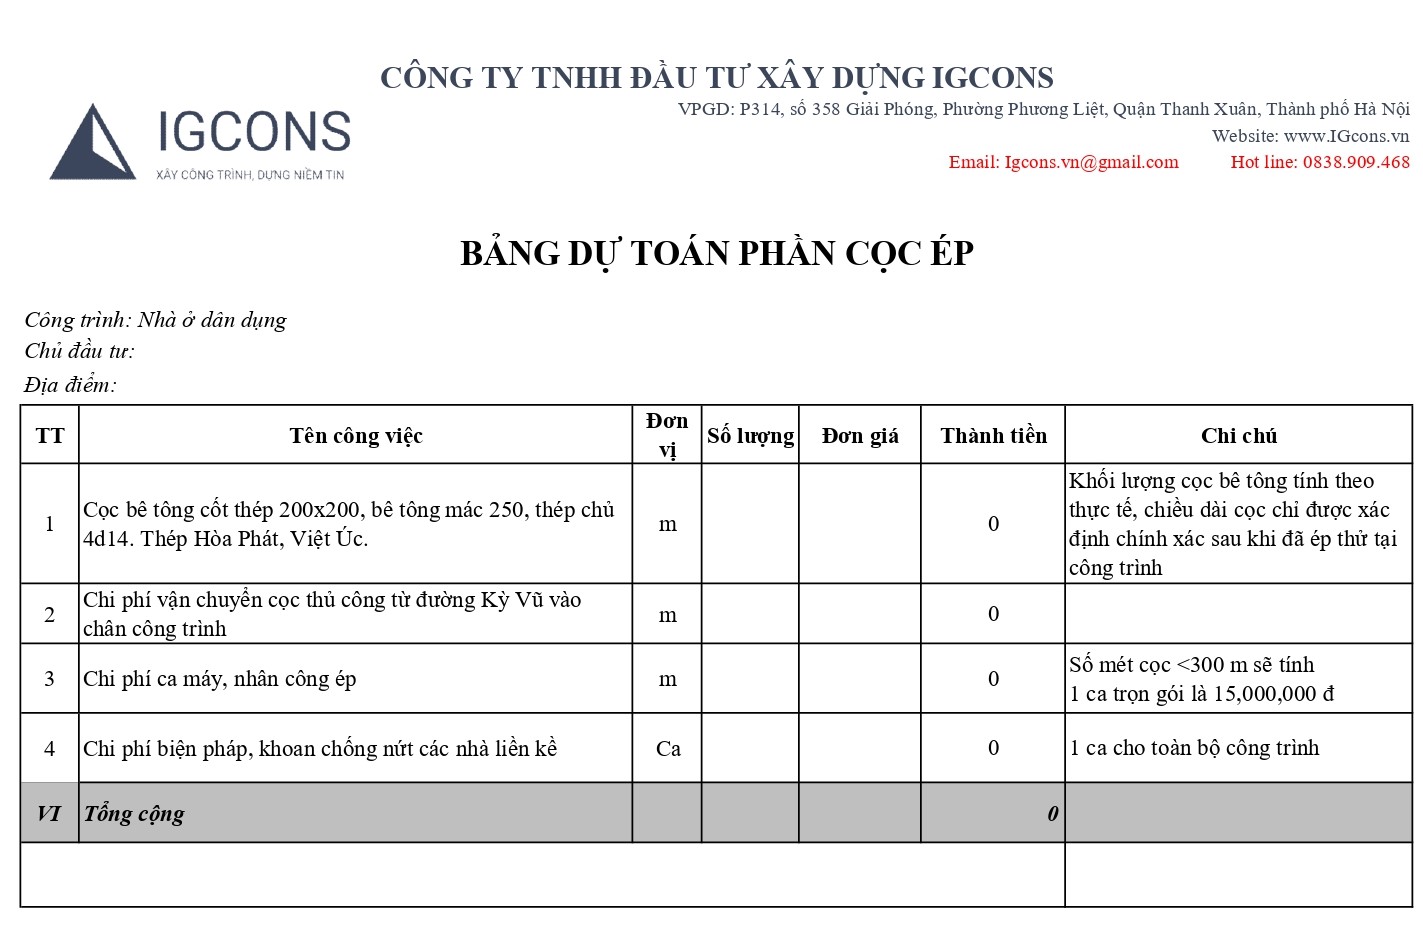 CÔNG TY TNHH ĐẦU TƯ XÂY DỰNG IGCONS
VPGD: P314, số 358 Giải Phóng, Phường Phương Liệt, Quận Thanh Xuân, Thành phố Hà Nội
IGCONS
XÂY CÔNG TRÌNH, DỰNG NIỀM TIN
Website: www.IGcons.vn
Email: Igcons.vn@gmail.com Hot line: 0838.909.468
BẢNG DỰ TOÁN PHẦN CỌC ÉP
Công trình: Nhà ở dân dụng
Chủ đầu tư:
Địa điểm:
TT Tên công việc Đơn vị Số lượng Đơn giá Thành tiền Chi chú
1 Cọc bê tông cốt thép 200x200, bê tông mác 250, thép chủ
4d14. Thép Hòa Phát, Việt Úc. m 0
Khối lượng cọc bê tông tính theo
thực tế, chiều dài cọc chỉ được xác
định chính xác sau khi đã ép thử tại
công trình
2 Chi phí vận chuyển cọc thủ công từ đường Kỳ Vũ vào
chân công trình m 0
3 Chi phí ca máy, nhân công ép m 0
Số mét cọc <300 m sẽ tính
1 ca trọn gói là 15,000,000 đ
4 Chi phí biện pháp, khoan chống nứt các nhà liền kề Ca 0 1 ca cho toàn bộ công trình
VI Tổng cộng 0